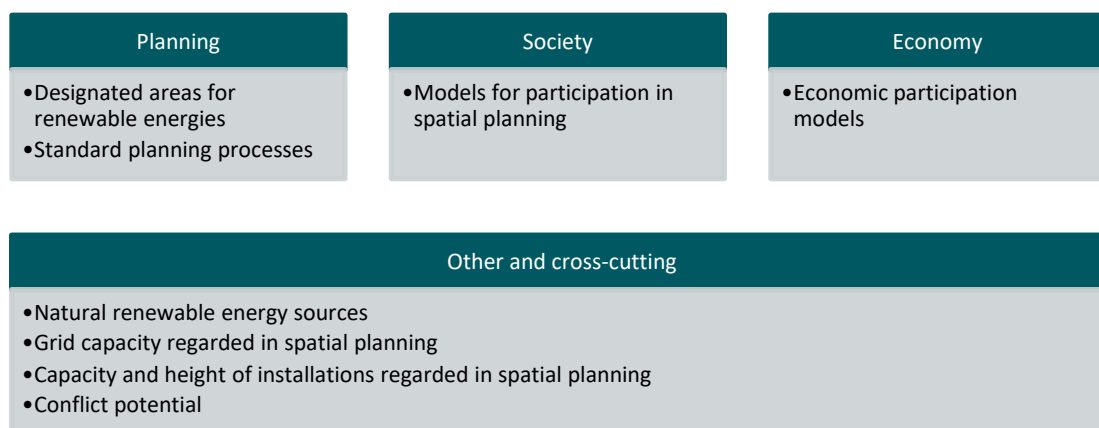 Planning
•Designated areas for
renewable energies
•Standard planning processes
Society
•Models for participation in
spatial planning
Economy
•Economic participation
models
Other and cross-cutting
•Natural renewable energy sources
•Grid capacity regarded in spatial planning
•Capacity and height of installations regarded in spatial planning
•Conflict potential